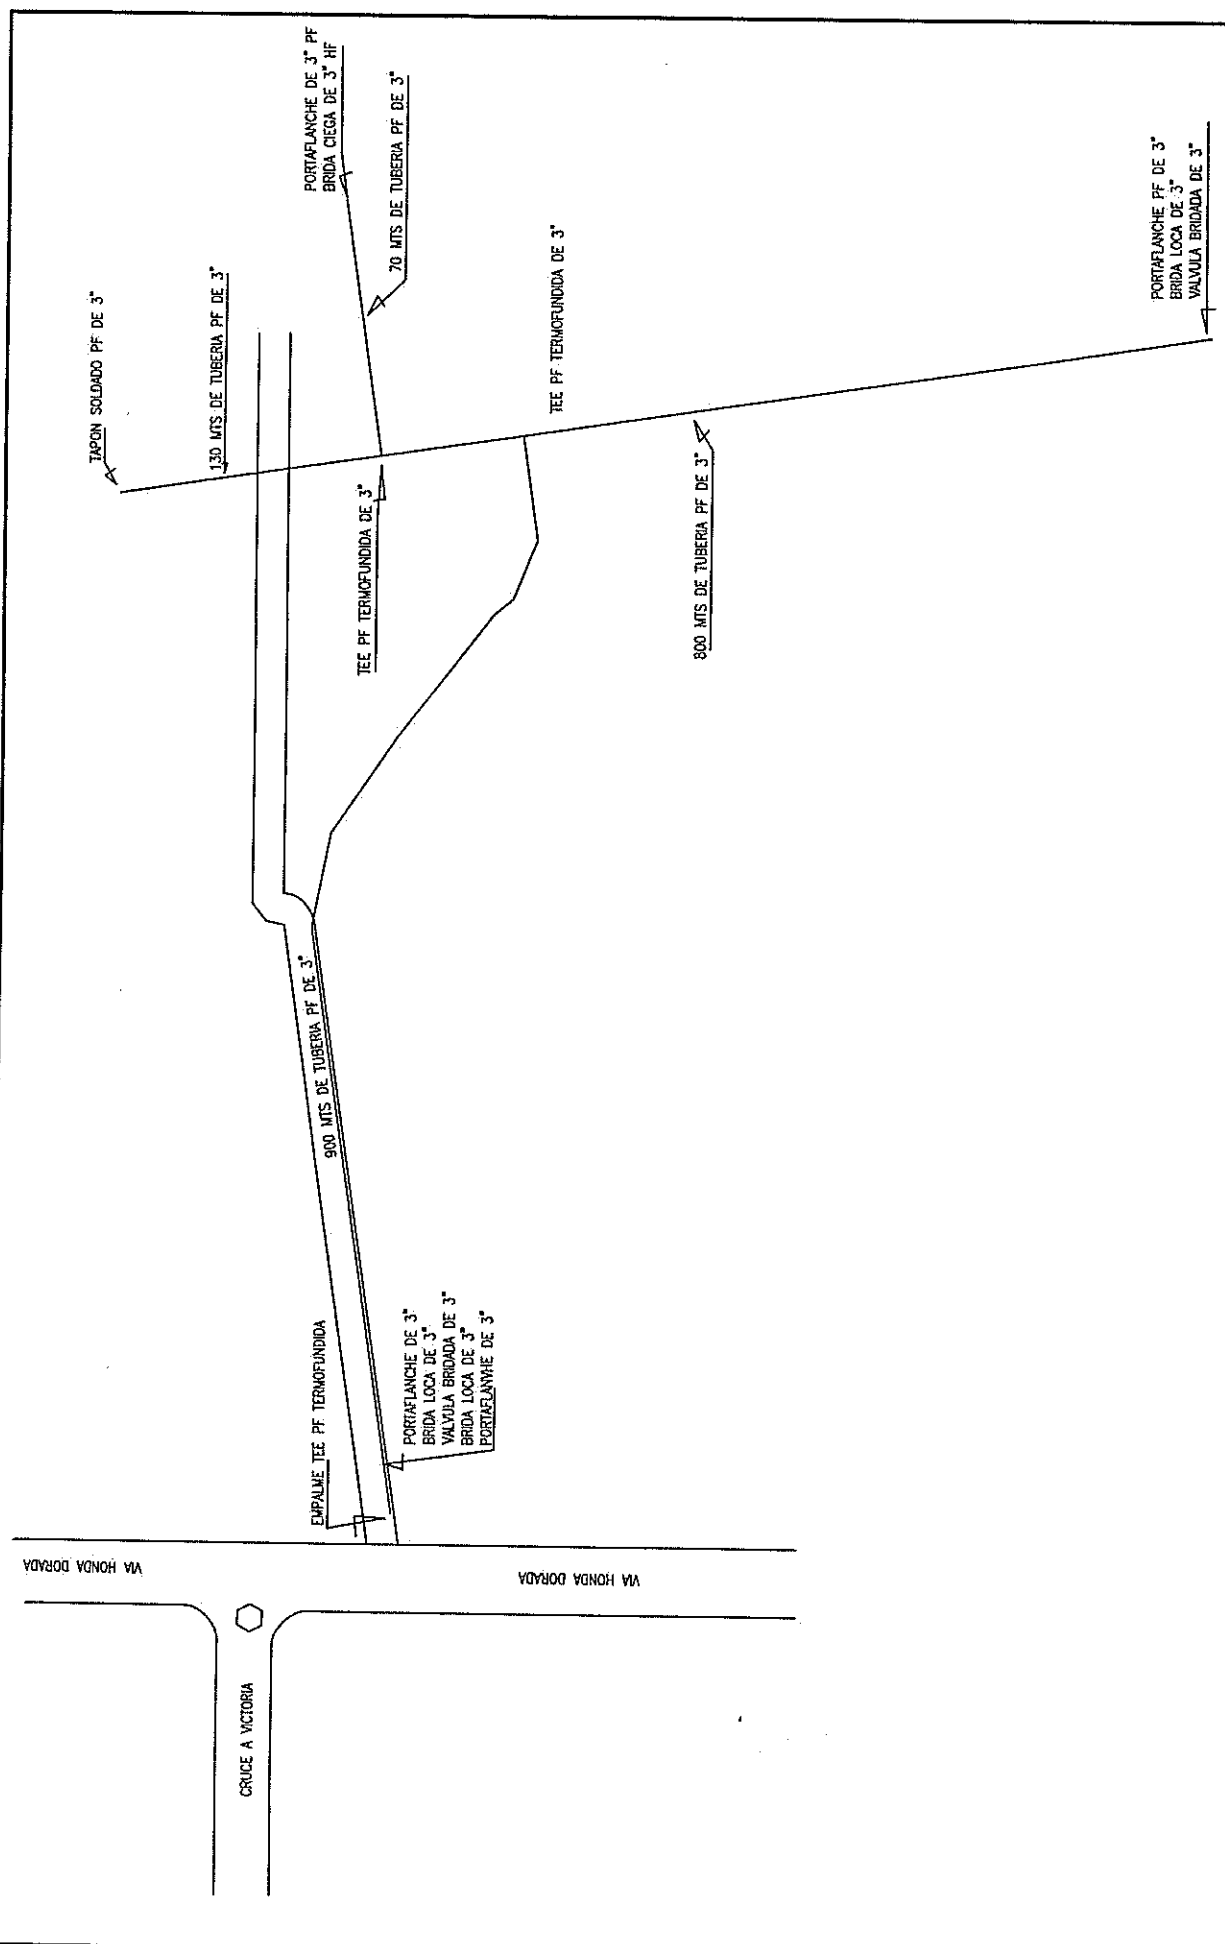 TAPON SOLDADO PF DE 3"
130 MTS DE TUBERIA PF DE 3"
PORTAFLANCHE DE 3" PF
BRIDA CIEGA DE 3" HF
70 MTS DE TUBERIA PF DE 3"
TEE PF TERMOFUNDIDA DE 3"
TEE PF TERMOFUNDIDA DE 3"
800 MTS DE TUBERIA PF DE 3"
PORTAFLANCHE PF DE 3"
BRIDA LOCA DE 3"
VALVULA BRIDADA DE 3"
900 MTS DE TUBERIA PF DE 3"
EMPALME TEE PF TERMOFUNDIDA
PORTAFLANCHE DE 3"
BRIDA LOCA DE 3"
VALVULA BRIDADA DE 3"
BRIDA LOCA DE 3"
PORTAFLANVHE DE 3"
VIA HONDA DORADA
VIA HONDA DORADA
CRUCE A VICTORIA